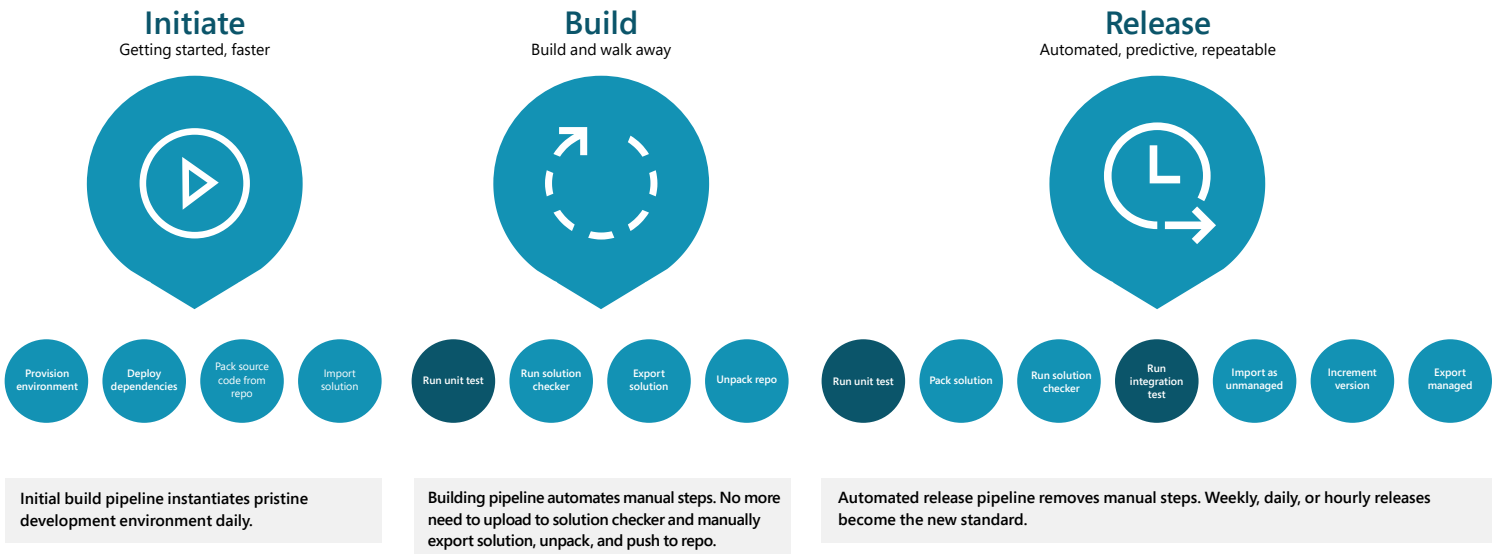 Initiate
Getting started, faster
Build
Build and walk away
Release
Automated, predictive, repeatable
Provision
environment
Deploy
dependencies
Pack source
code from
repo
Import
solution
Run unit test
Run solution
checker
Export
solution
Unpack repo
Run unit test
Pack solution
Run solution
checker
Run
integration
test
Import as
unmanaged
Increment
version
Export
managed
Initial build pipeline instantiates pristine
development environment daily.
Building pipeline automates manual steps. No more
need to upload to solution checker and manually
export solution, unpack, and push to repo.
Automated release pipeline removes manual steps. Weekly, daily, or hourly releases
become the new standard.